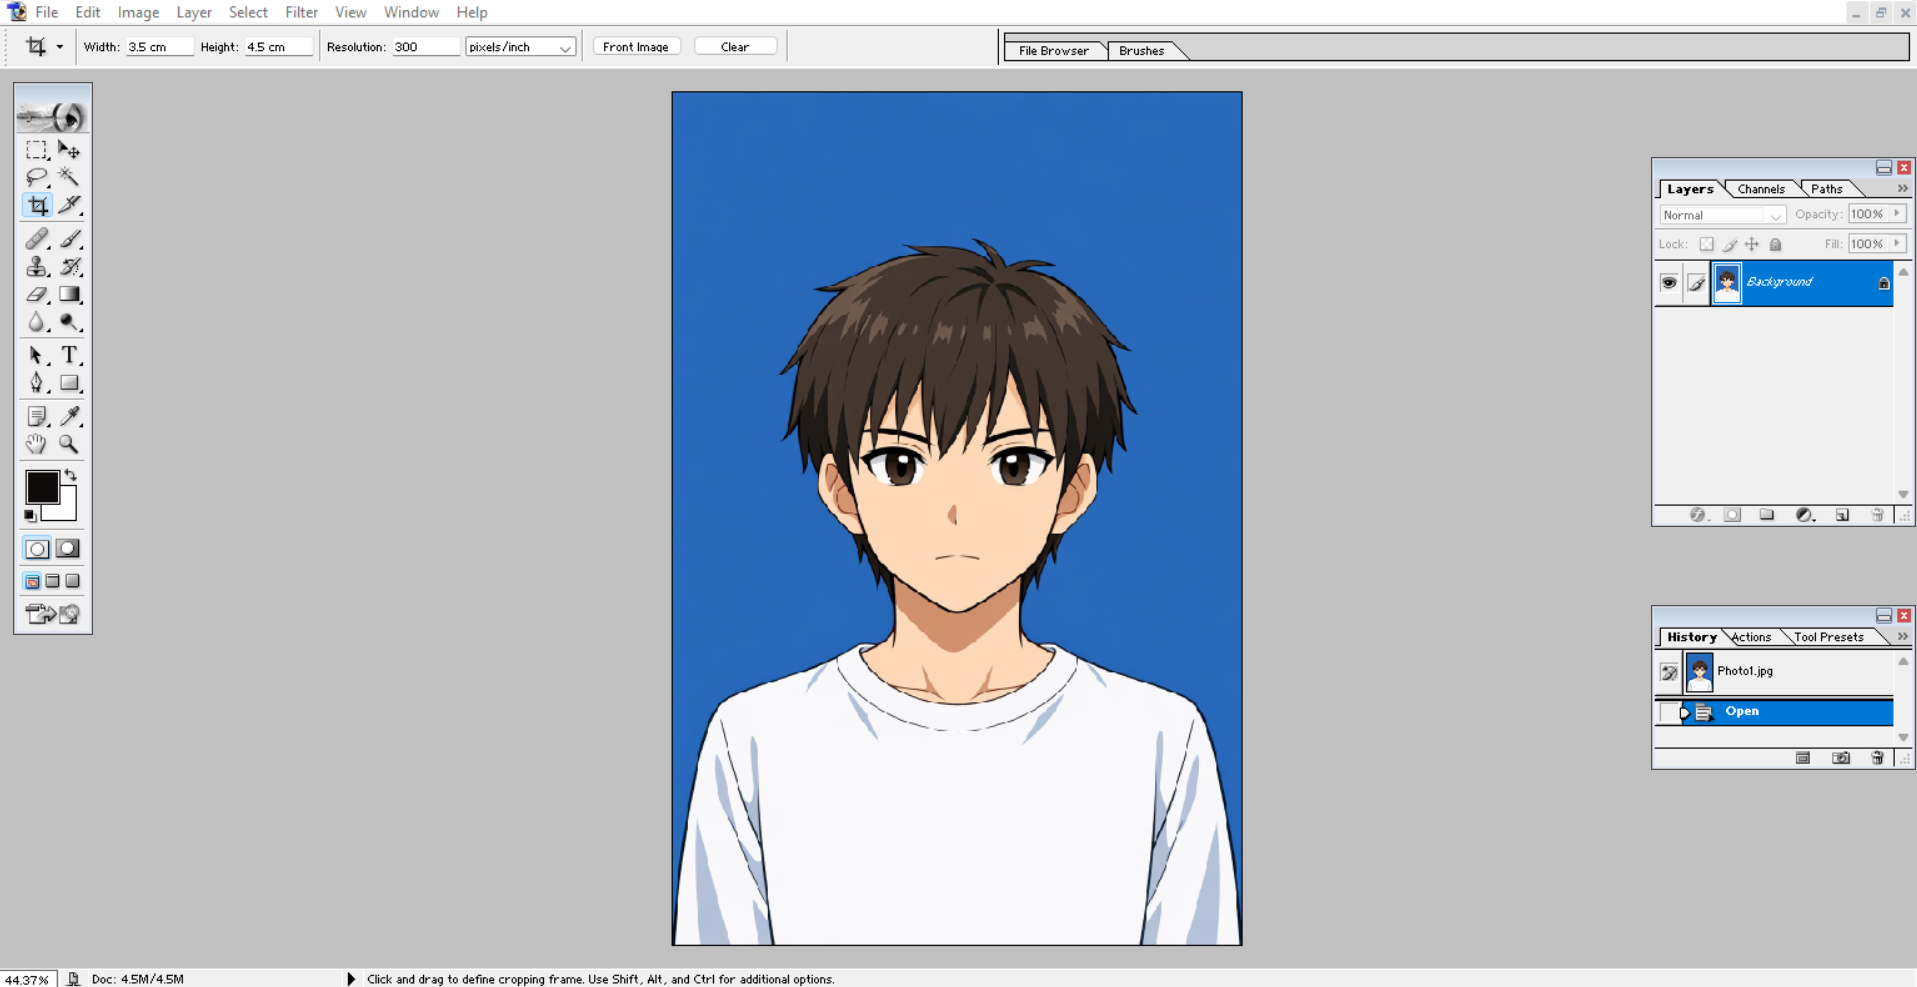 File Edit Image Layer Select Filter View Window Help
Width: 3.5 cm Height: 4.5 cm Resolution: 300 pixels/inch Front Image Clear File Browser Brushes
Layers Channels Paths
Normal Opacity: 100%
Lock: Fill: 100%
Background
T
History Actions Tool Presets
Photo1.jpg
Open
44.37% Doc: 4.5M/4.5M Click and drag to define cropping frame. Use Shift, Alt, and Ctrl for additional options.